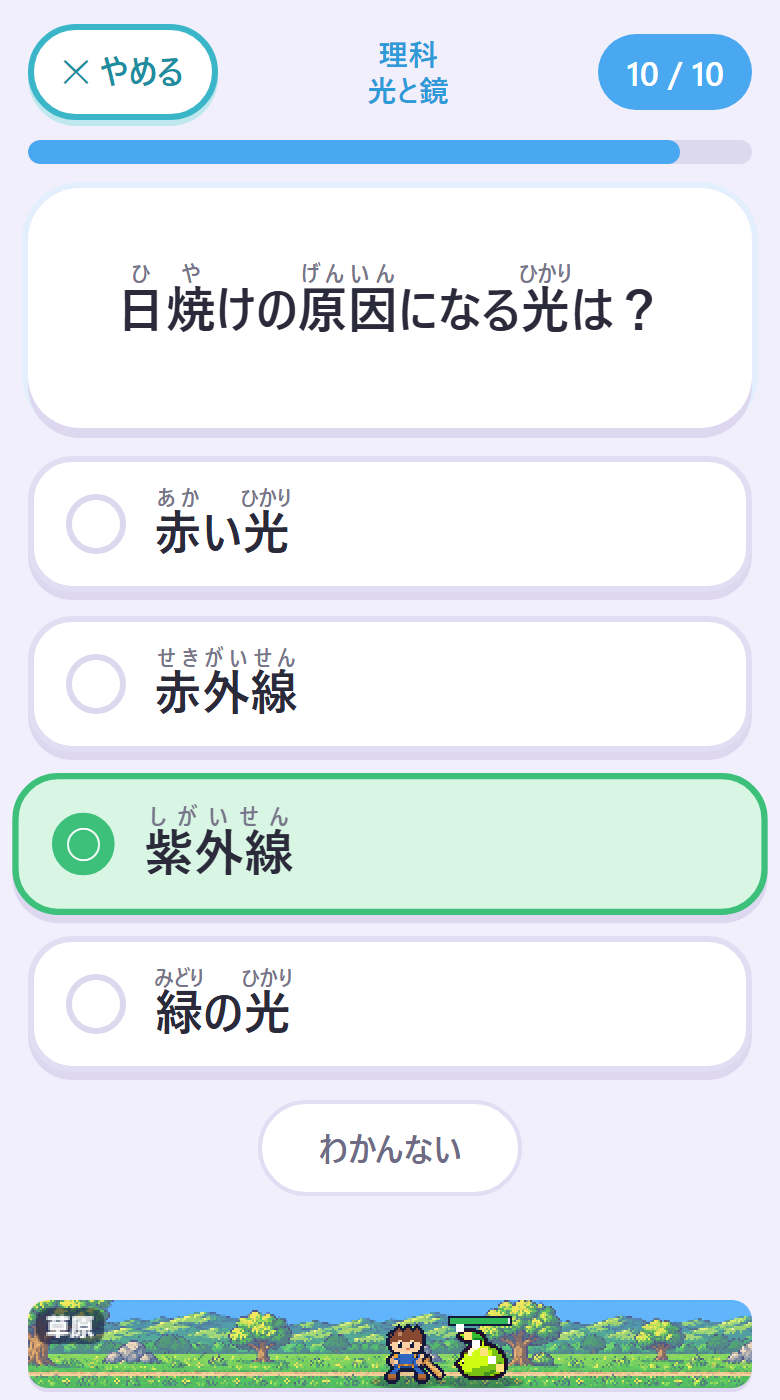 × やめる
理科
光と鏡
10 / 10
ひ や げんいん ひかり
日焼けの原因になる光は？
あか ひかり
赤い光
せきがいせん
赤外線
しがいせん
紫外線
みどり ひかり
緑の光
わかんない
草原